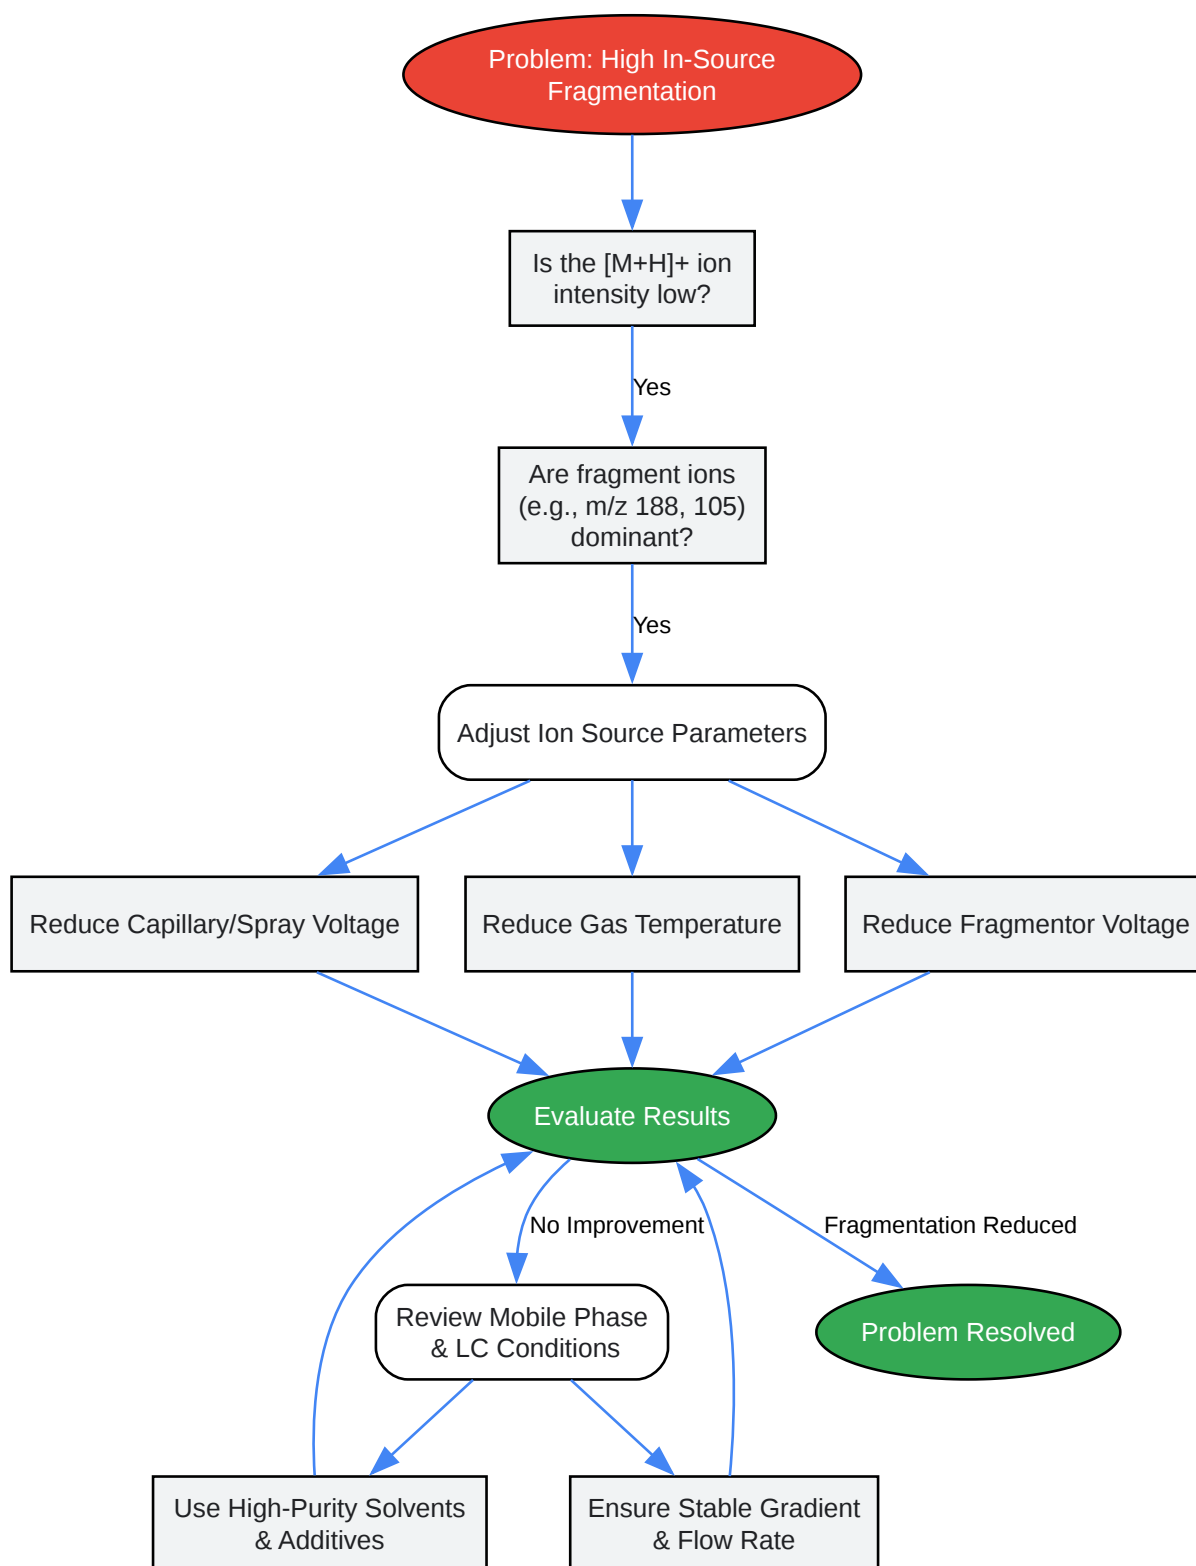 Problem: High In-Source
Fragmentation
Is the [M+H]+ ion
intensity low?
Yes
Are fragment ions
(e.g., m/z 188, 105)
dominant?
Yes
Adjust Ion Source Parameters
Reduce Capillary/Spray Voltage
Reduce Gas Temperature
Reduce Fragmentor Voltage
Evaluate Results
No Improvement
Fragmentation Reduced
Review Mobile Phase
& LC Conditions
Problem Resolved
Use High-Purity Solvents
& Additives
Ensure Stable Gradient
& Flow Rate